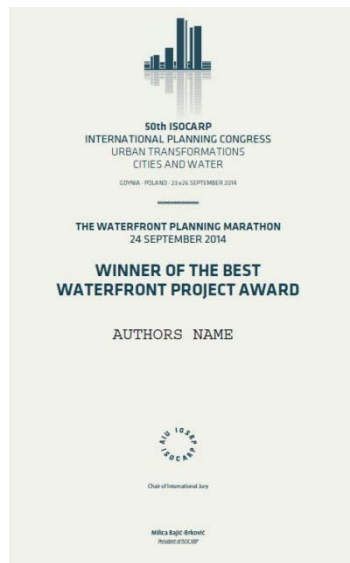 50th ISOCARP
INTERNATIONAL PLANNING CONGRESS
URBAN TRANSFORMATIONS
CITIES AND WATER
GDYNIA · POLAND · 23÷26 SEPTEMBER 2014
THE WATERFRONT PLANNING MARATHON
24 SEPTEMBER 2014
WINNER OF THE BEST
WATERFRONT PROJECT AWARD
AUTHORS NAME
ISOCARP
Chair of International Jury
Milica Bajić-Brković
President of ISOCARP